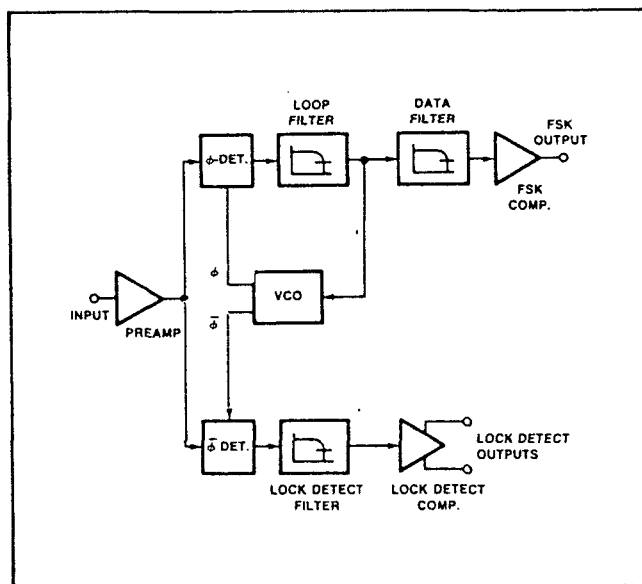 LOOP
FILTER
DATA
FILTER
FSK
OUTPUT
ϕ-DET.
FSK
COMP.
ϕ
VCO
INPUT
PREAMP
ϕ̅
ϕ̅ DET.
LOCK DETECT
OUTPUTS
LOCK DETECT
FILTER
LOCK DETECT
COMP.